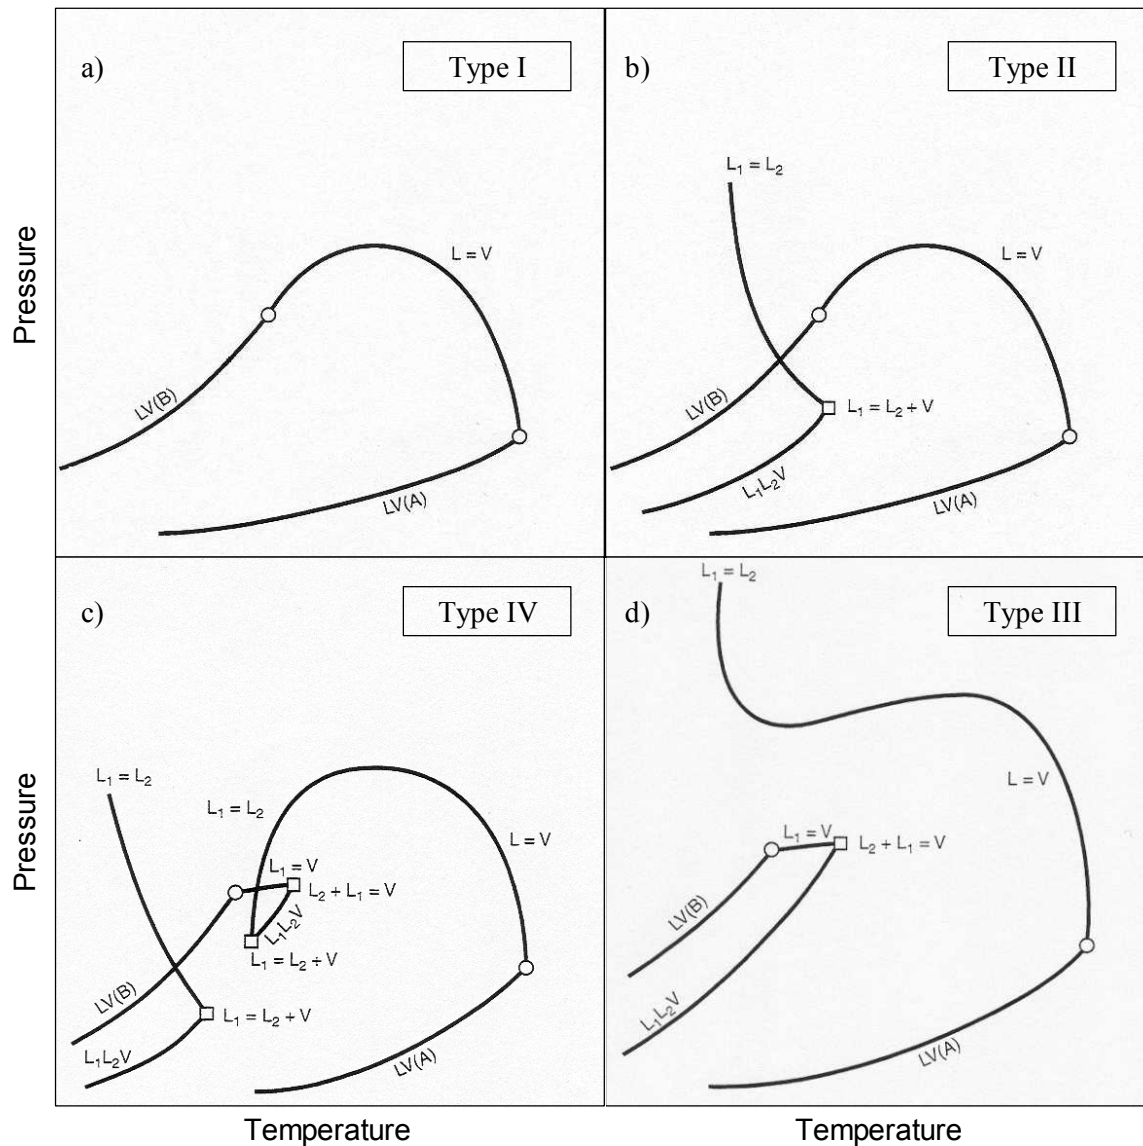 a)
Type I
L = V
LV(B)
LV(A)
b)
Type II
L₁ = L₂
L = V
LV(B)
L₁ = L₂ + V
L₁L₂V
LV(A)
Pressure
c)
Type IV
L₁ = L₂
L₁ = L₂
L = V
L₁ = V
L₂ + L₁ = V
L₁L₂V
L₁ = L₂ + V
LV(B)
L₁ = L₂ + V
L₁L₂V
LV(A)
d)
Type III
L₁ = L₂
L = V
L₁ = V
L₂ + L₁ = V
LV(B)
L₁L₂V
LV(A)
Pressure
Temperature
Temperature